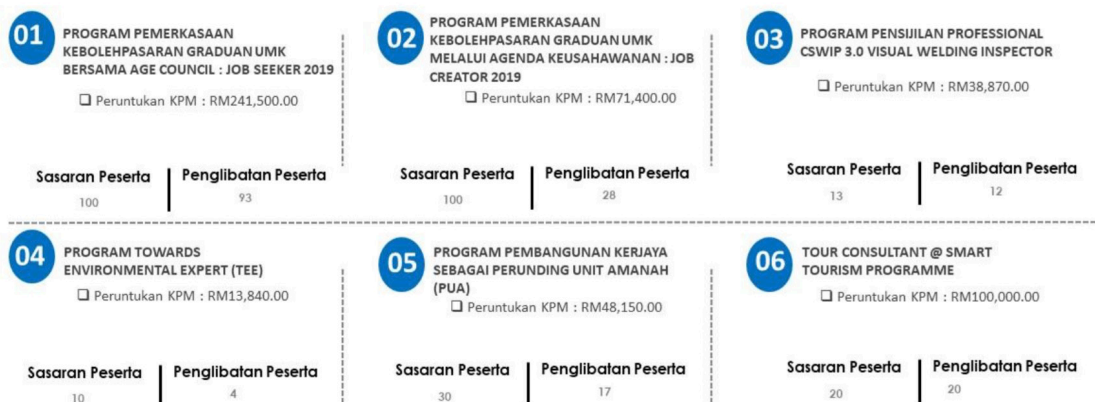 01
PROGRAM PEMERKASAAN
KEBOLEHPASARAN GRADUAN UMK
BERSAMA AGE COUNCIL : JOB SEEKER 2019
❑ Peruntukan KPM : RM241,500.00
Sasaran Peserta
100
Penglibatan Peserta
93
02
PROGRAM PEMERKASAAN
KEBOLEHPASARAN GRADUAN UMK
MELALUI AGENDA KEUSAHAWANAN : JOB
CREATOR 2019
❑ Peruntukan KPM : RM71,400.00
Sasaran Peserta
100
Penglibatan Peserta
28
03
PROGRAM PENSIJILAN PROFESSIONAL
CSWIP 3.0 VISUAL WELDING INSPECTOR
❑ Peruntukan KPM : RM38,870.00
Sasaran Peserta
13
Penglibatan Peserta
12
04
PROGRAM TOWARDS
ENVIRONMENTAL EXPERT (TEE)
❑ Peruntukan KPM : RM13,840.00
Sasaran Peserta
10
Penglibatan Peserta
4
05
PROGRAM PEMBANGUNAN KERJAYA
SEBAGAI PERUNDING UNIT AMANAH
(PUA)
❑ Peruntukan KPM : RM48,150.00
Sasaran Peserta
30
Penglibatan Peserta
17
06
TOUR CONSULTANT @ SMART
TOURISM PROGRAMME
❑ Peruntukan KPM : RM100,000.00
Sasaran Peserta
20
Penglibatan Peserta
20